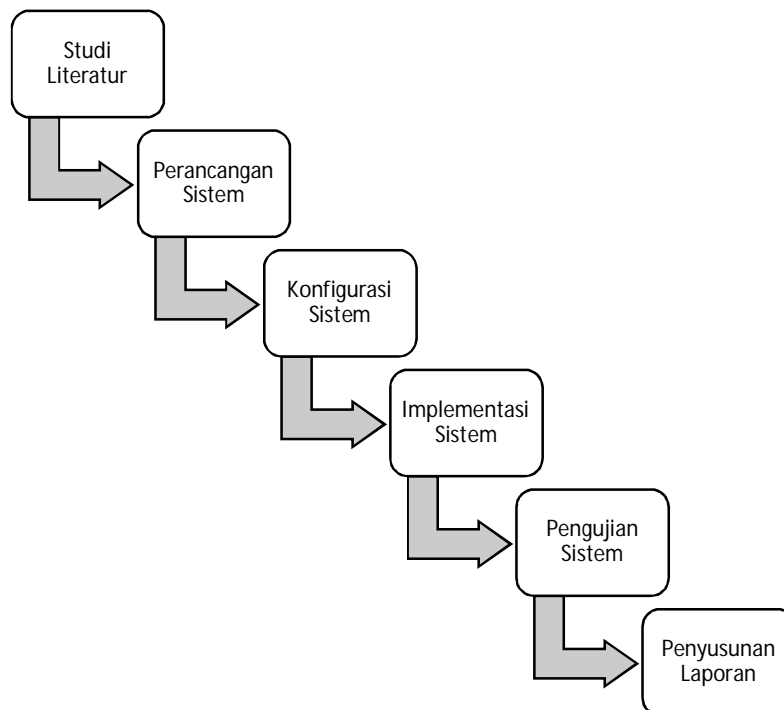 Studi
Literatur
Perancangan
Sistem
Konfigurasi
Sistem
Implementasi
Sistem
Pengujian
Sistem
Penyusunan
Laporan